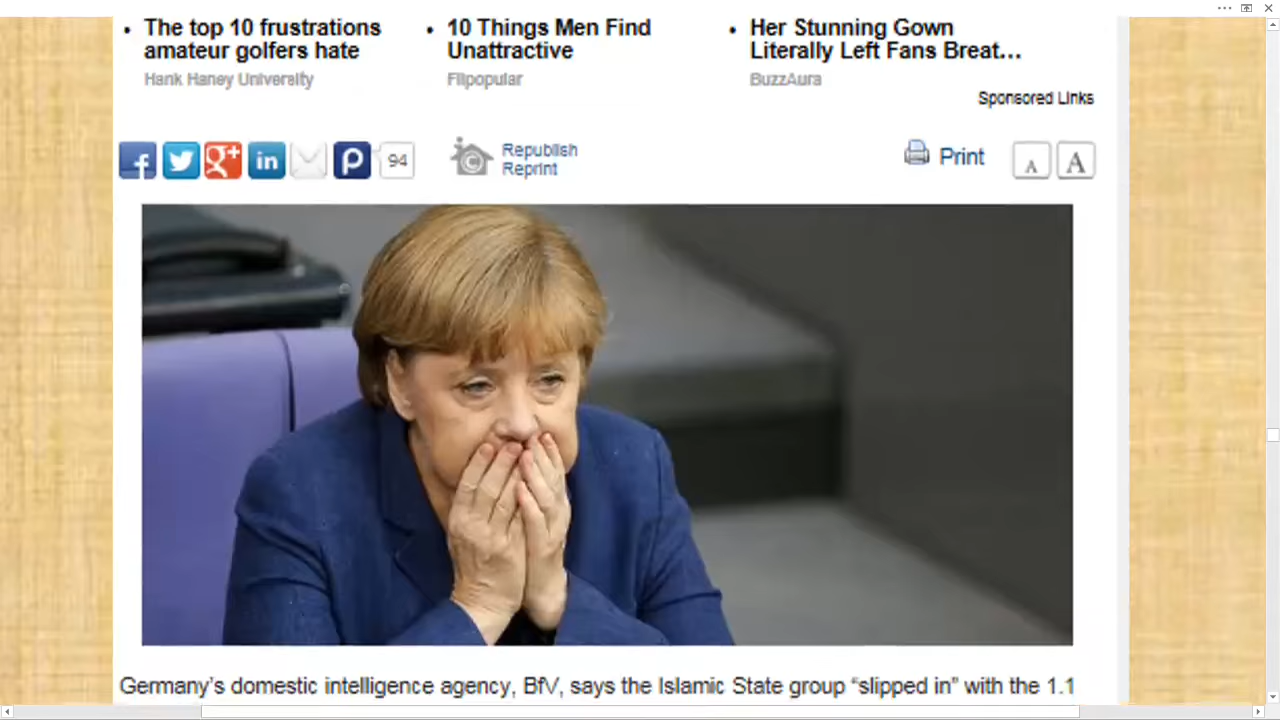 • The top 10 frustrations
amateur golfers hate
Hank Haney University
• 10 Things Men Find
Unattractive
Flipopular
• Her Stunning Gown
Literally Left Fans Breat...
BuzzAura
Sponsored Links
f
g+
in
P
94
©
Republish
Reprint
Print
A
A
Germany's domestic intelligence agency, BfV, says the Islamic State group “slipped in” with the 1.1